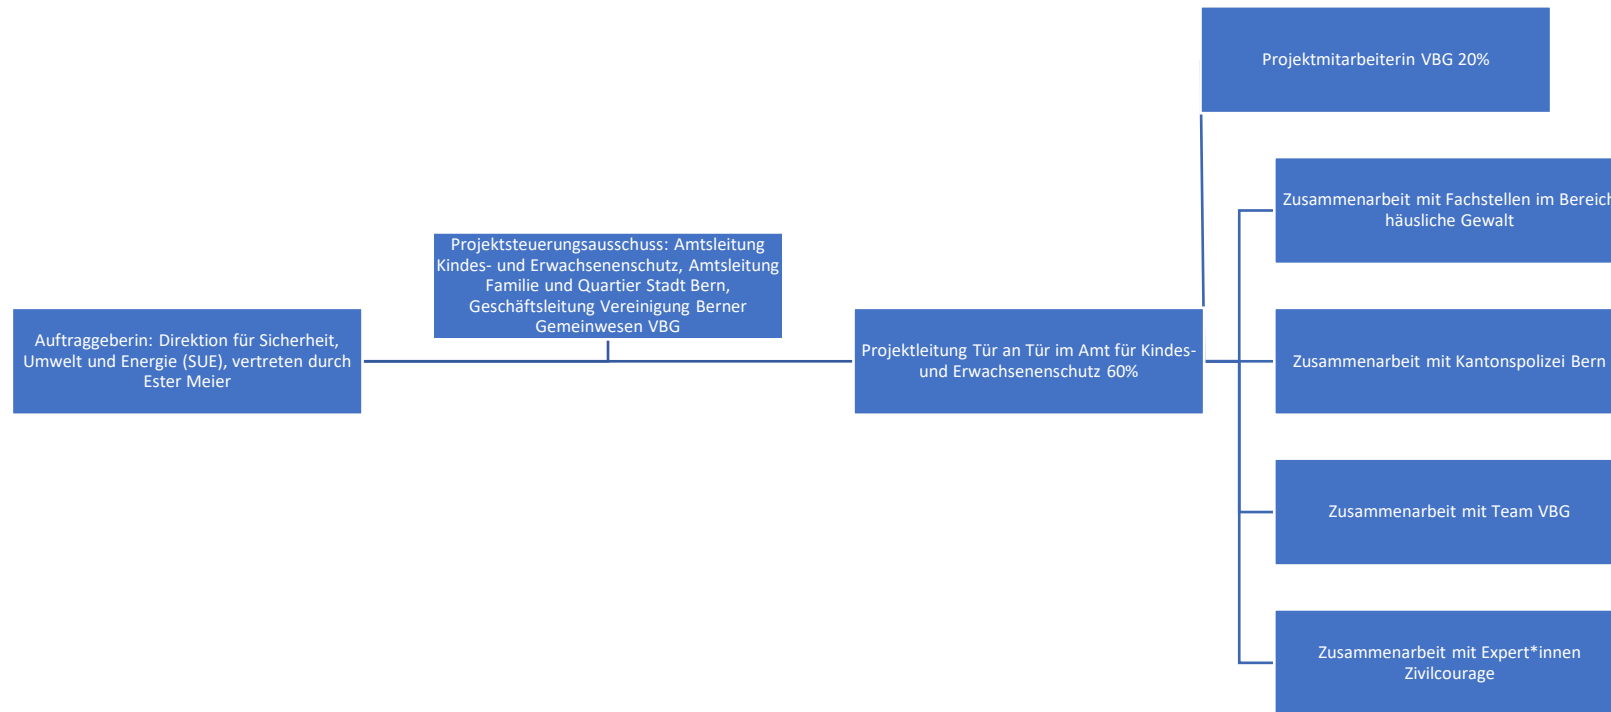 Projektmitarbeiterin VBG 20%
Zusammenarbeit mit Fachstellen im Bereich
häusliche Gewalt
Projektsteuerungsausschuss: Amtsleitung
Kindes- und Erwachsenenschutz, Amtsleitung
Familie und Quartier Stadt Bern,
Geschäftsleitung Vereinigung Berner
Gemeinwesen VBG
Auftraggeberin: Direktion für Sicherheit,
Umwelt und Energie (SUE), vertreten durch
Ester Meier
Projektleitung Tür an Tür im Amt für Kindes-
und Erwachsenenschutz 60%
Zusammenarbeit mit Kantonspolizei Bern
Zusammenarbeit mit Team VBG
Zusammenarbeit mit Expert*innen
Zivilcourage